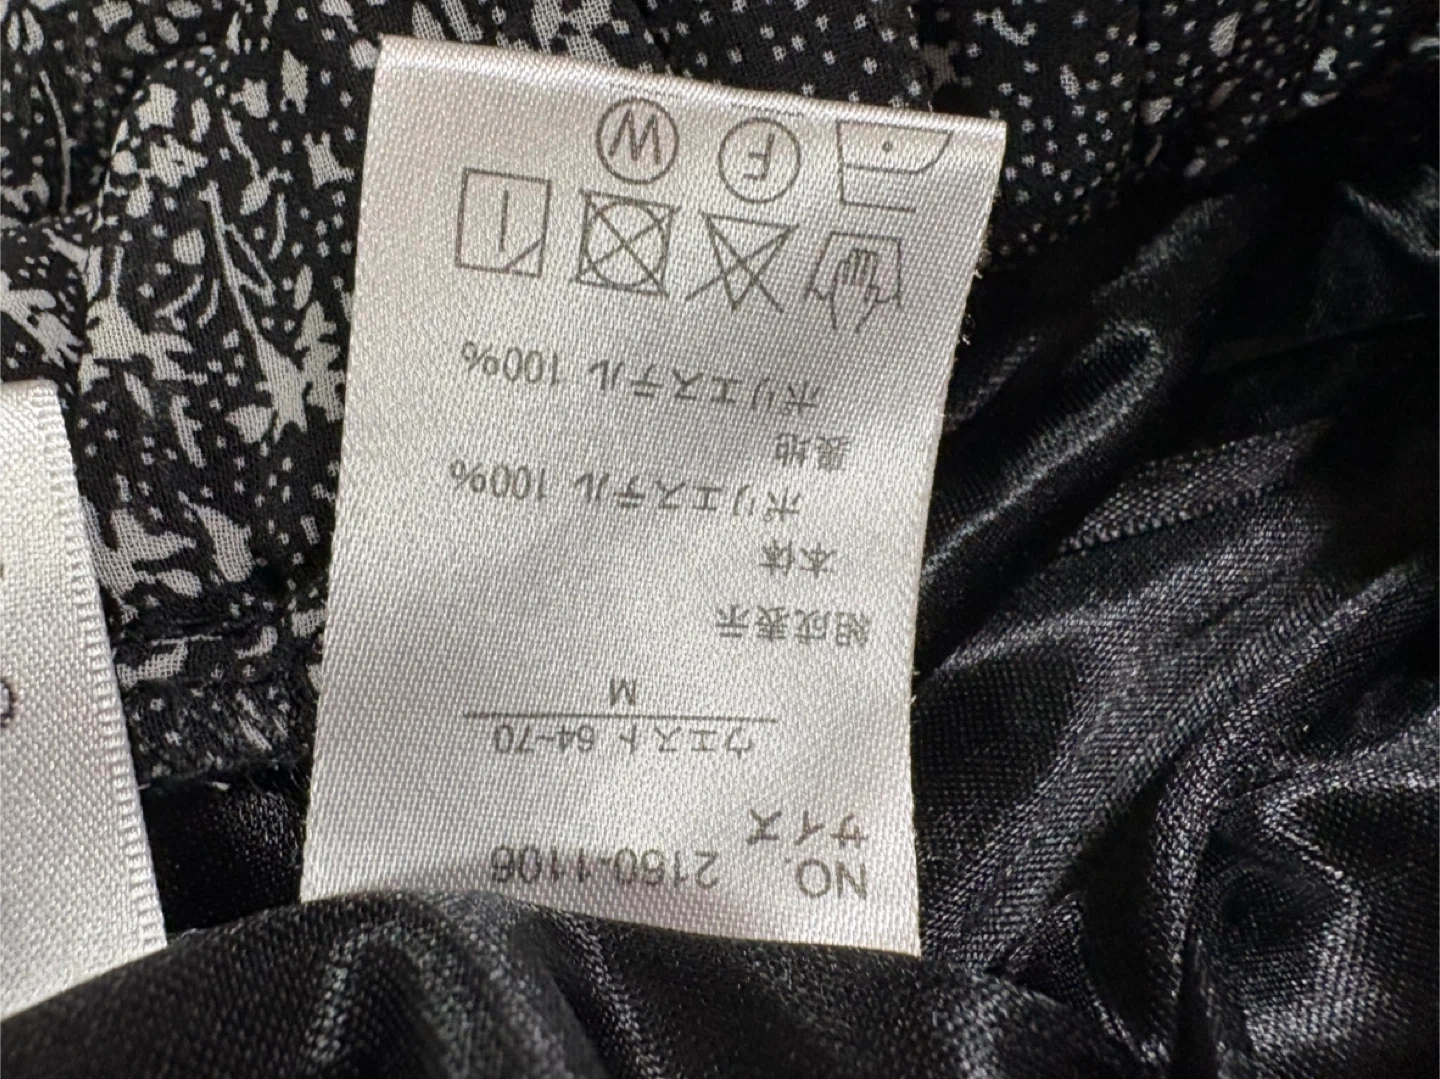 NO. 2160-1106
サイズ
ウエスト 64-70
M
組成表示
本体
ポリエステル 100%
裏地
ポリエステル 100%
F
W